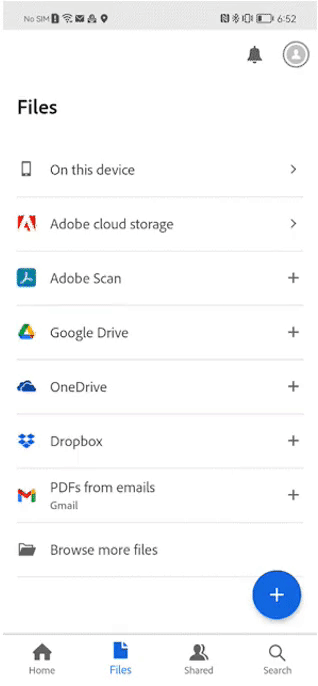 No SIM 6:52
Files
On this device
Adobe cloud storage
Adobe Scan
Google Drive
OneDrive
Dropbox
PDFs from emails
Gmail
Browse more files
Home Files Shared Search